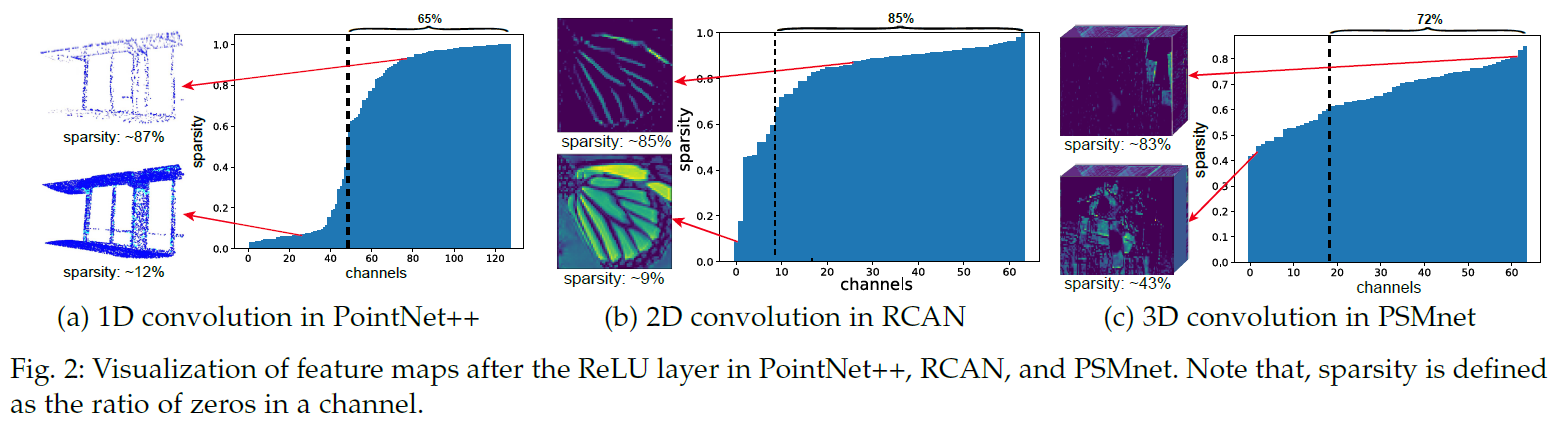 65%
1.0
0.8
0.6
0.4
0.2
0.0
sparsity
0 20 40 60 80 100 120
channels
sparsity: ~87%
sparsity: ~12%
(a) 1D convolution in PointNet++
85%
1.0
0.8
0.6
0.4
0.2
0.0
sparsity
0 10 20 30 40 50 60
channels
sparsity: ~85%
sparsity: ~9%
(b) 2D convolution in RCAN
72%
0.8
0.7
0.6
0.5
0.4
0.3
0.2
0.1
0.0
sparsity
0 10 20 30 40 50 60
channels
sparsity: ~83%
sparsity: ~43%
(c) 3D convolution in PSMnet
Fig. 2: Visualization of feature maps after the ReLU layer in PointNet++, RCAN, and PSMnet. Note that, sparsity is defined
as the ratio of zeros in a channel.